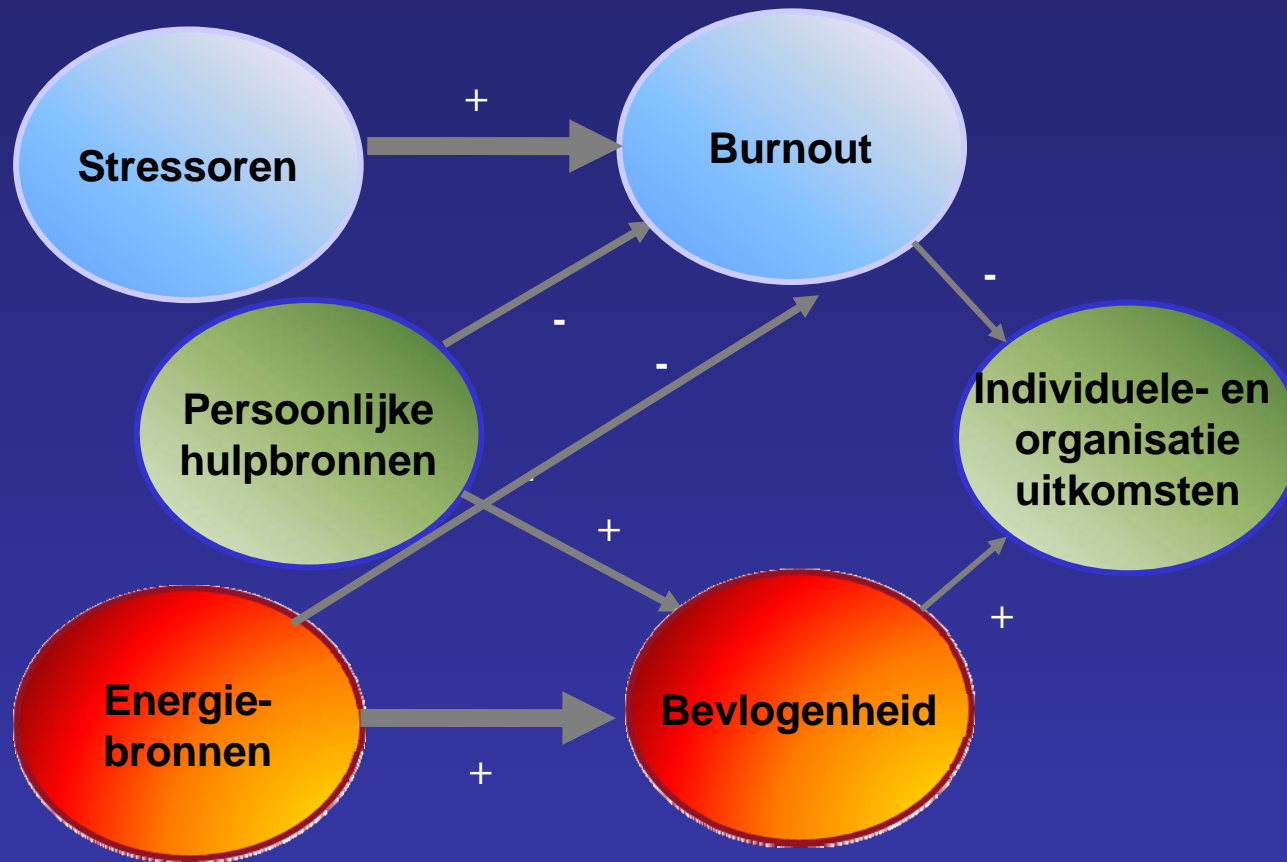 +
Stressoren
Burnout
-
-
-
Persoonlijke
hulpbronnen
-
Individuele- en
organisatie
uitkomsten
+
Energie-
bronnen
+
Bevlogenheid
+